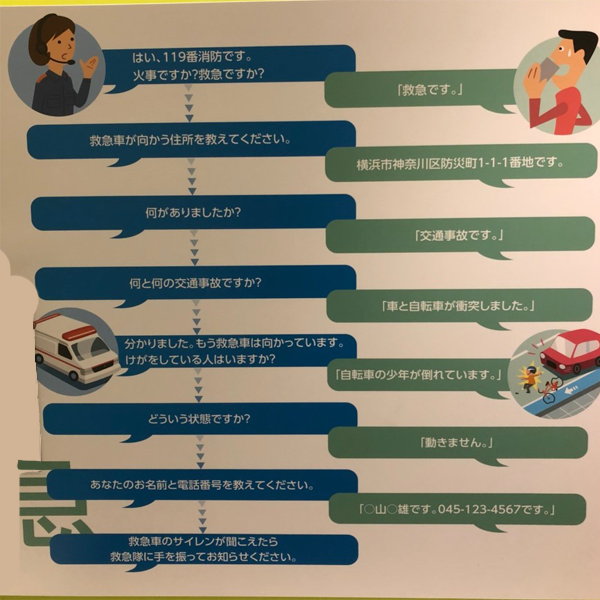 はい、119番消防です。
火事ですか?救急ですか?
「救急です。」
救急車が向かう住所を教えてください。
横浜市神奈川区防災町1-1-1番地です。
何がありましたか?
「交通事故です。」
何と何の交通事故ですか?
「車と自転車が衝突しました。」
分かりました。もう救急車は向かっています。
けがをしている人はいますか?
「自転車の少年が倒れています。」
どういう状態ですか?
「動きません。」
あなたのお名前と電話番号を教えてください。
「○山○雄です。045-123-4567です。」
救急車のサイレンが聞こえたら
救急隊に手を振ってお知らせください。